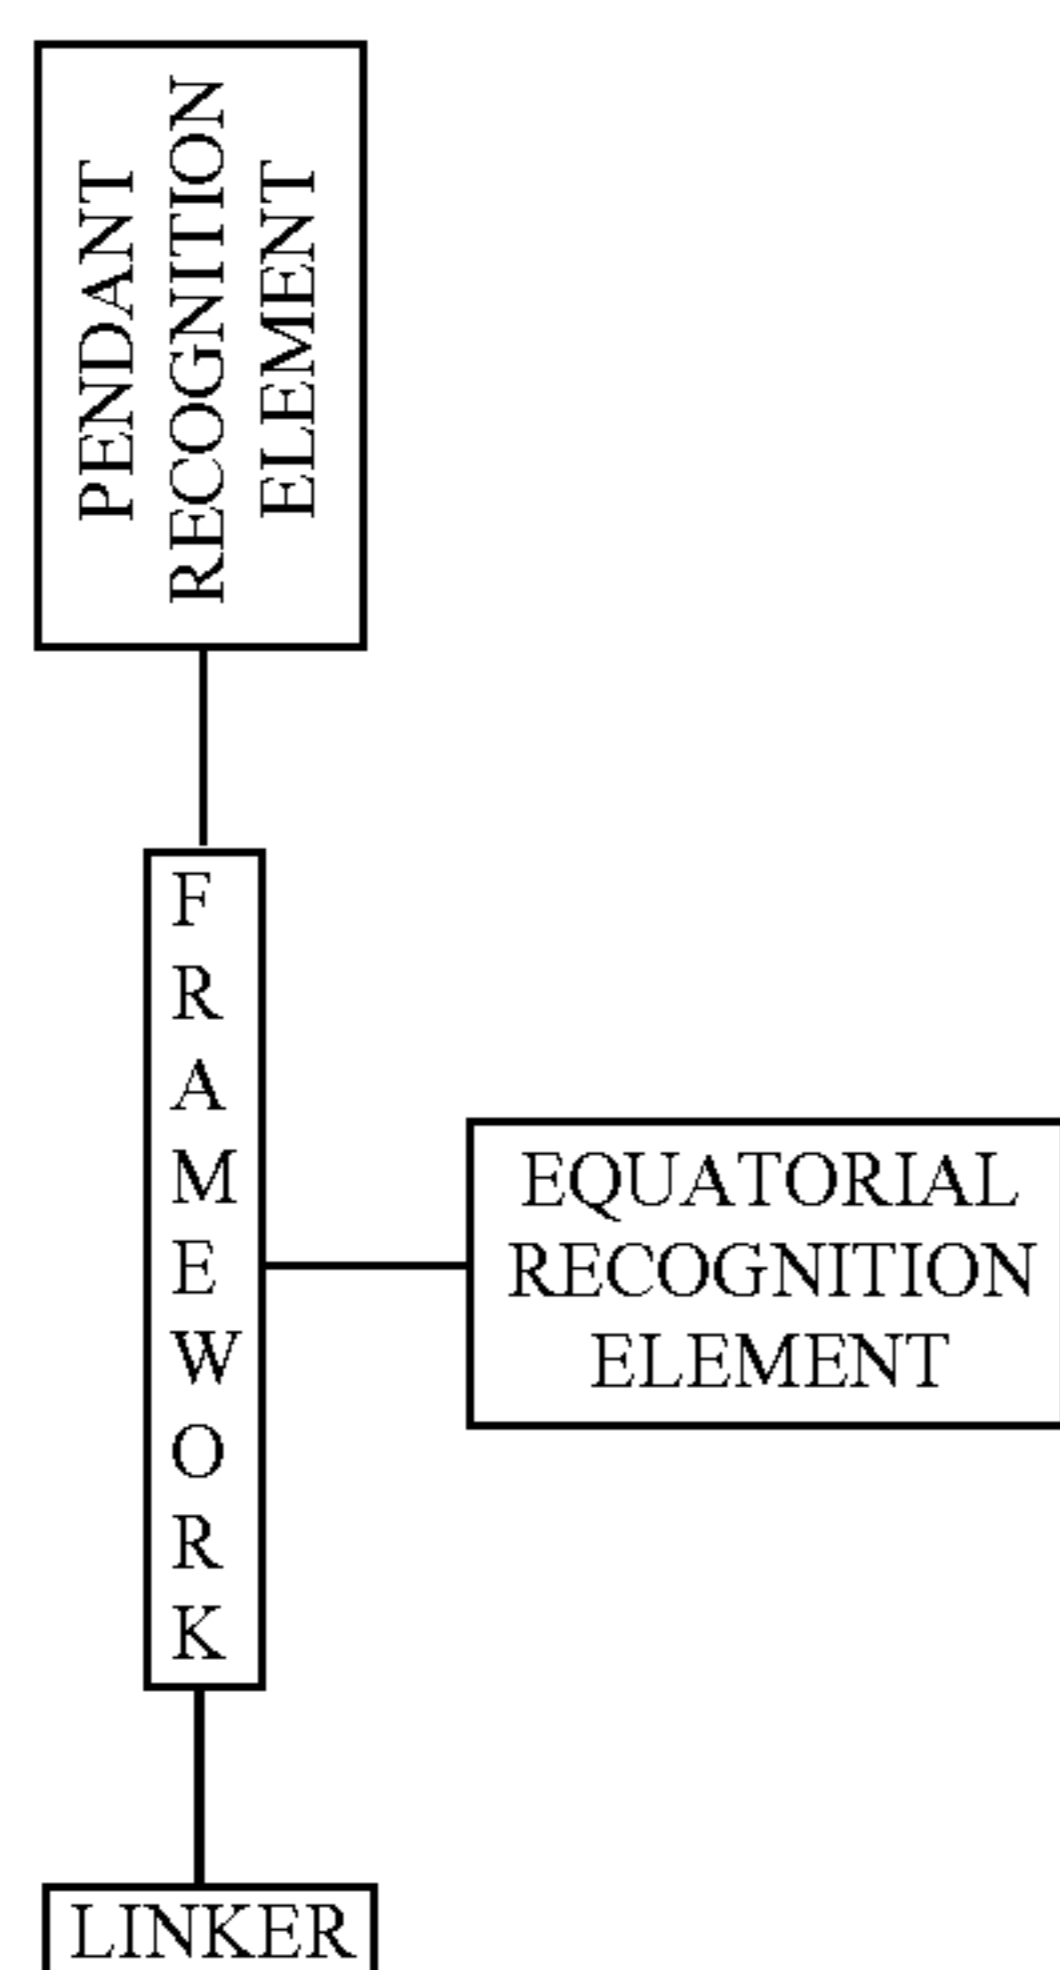 PENDANT
RECOGNITION
ELEMENT
FRAMEWORK
EQUATORIAL
RECOGNITION
ELEMENT
LINKER